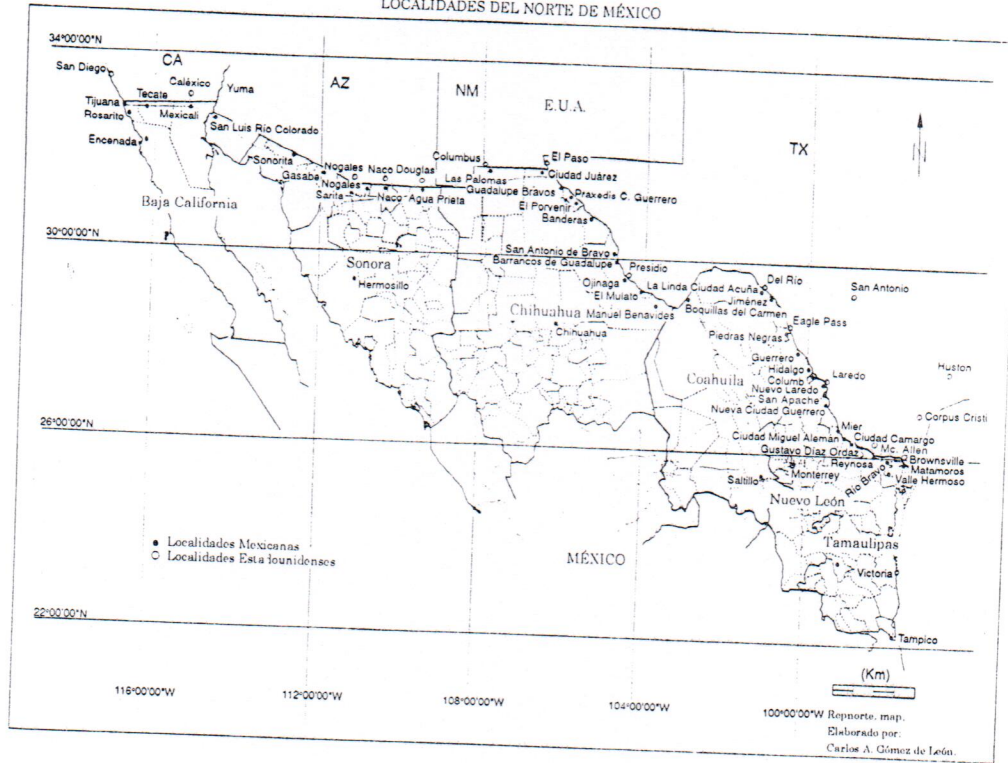 LOCALIDADES DEL NORTE DE MÉXICO
34°00'00"N
CA
AZ
NM
E.U.A.
TX
San Diego
Caléxico
Yuma
Tecate
Tijuana
Mexicali
Rosarito
San Luis Río Colorado
Encenada
Sonorita
Gasabe
Nogales
Naco
Douglas
Nogales
Sarita
Naco
Agua Prieta
Columbus
El Paso
Las Palomas
Ciudad Juárez
Guadalupe Bravos
Praxedis C. Guerrero
El Porvenir
Banderas
Baja California
30°00'00"N
San Antonio de Bravo
Barrancos de Guadalupe
Presidio
Sonora
Hermosillo
Ojinaga
El Mulato
La Linda
Ciudad Acuña
Del Río
San Antonio
Jiménez
Chihuahua
Manuel Benavides
Boquillas del Carmen
Chihuahua
Eagle Pass
Piedras Negras
Guerrero
Hidalgo
Laredo
Huston
Coahuila
Columb
Nuevo Laredo
San Apache
Nueva Ciudad Guerrero
Corpus Cristi
26°00'00"N
Mier
Ciudad Miguel Alemán
Ciudad Camargo
Mc. Allen
Gustavo Díaz Ordaz
Brownsville
Reynosa
Matamoros
Monterrey
Río Bravo
Valle Hermoso
Saltillo
Nuevo León
Tamaulipas
MÉXICO
Victoria
● Localidades Mexicanas
○ Localidades Estadounidenses
22°00'00"N
Tampico
(Km)
116°00'00"W
112°00'00"W
108°00'00"W
104°00'00"W
100°00'00"W
Repnorte. map.
Elaborado por:
Carlos A. Gómez de León.